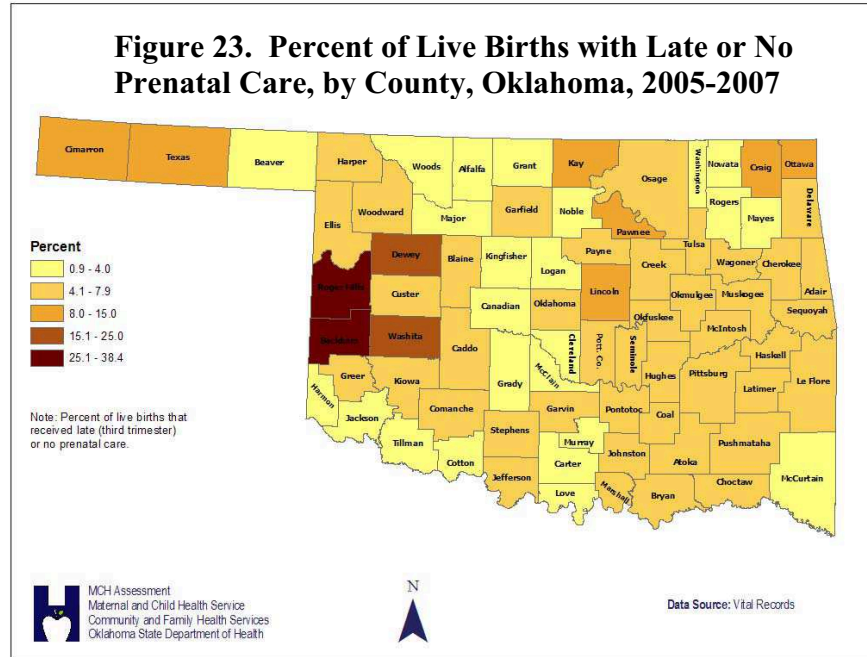 Figure 23. Percent of Live Births with Late or No
Prenatal Care, by County, Oklahoma, 2005-2007
Cimarron
Texas
Beaver
Harper
Woods
Alfalfa
Grant
Kay
Osage
Washington
Nowata
Craig
Ottawa
Ellis
Woodward
Major
Garfield
Noble
Pawnee
Rogers
Mayes
Delaware
Percent
0.9 - 4.0
4.1 - 7.9
8.0 - 15.0
15.1 - 25.0
25.1 - 38.4
Dewey
Blaine
Kingfisher
Logan
Payne
Creek
Tulsa
Wagoner
Cherokee
Adair
Roger Mills
Custer
Canadian
Oklahoma
Lincoln
Okfuskee
Okmulgee
Muskogee
Sequoyah
McIntosh
Beckham
Washita
Caddo
Grady
Cleveland
McClain
Pott. Co.
Seminole
Hughes
Pittsburg
Haskell
Latimer
Le Flore
Note: Percent of live births that
received late (third trimester)
or no prenatal care.
Harmon
Greer
Kiowa
Jackson
Comanche
Tillman
Cotton
Stephens
Jefferson
Garvin
Murray
Carter
Love
Pontotoc
Johnston
Marshall
Coal
Atoka
Bryan
Pushmataha
Choctaw
McCurtain
MCH Assessment
Maternal and Child Health Service
Community and Family Health Services
Oklahoma State Department of Health
N
Data Source: Vital Records